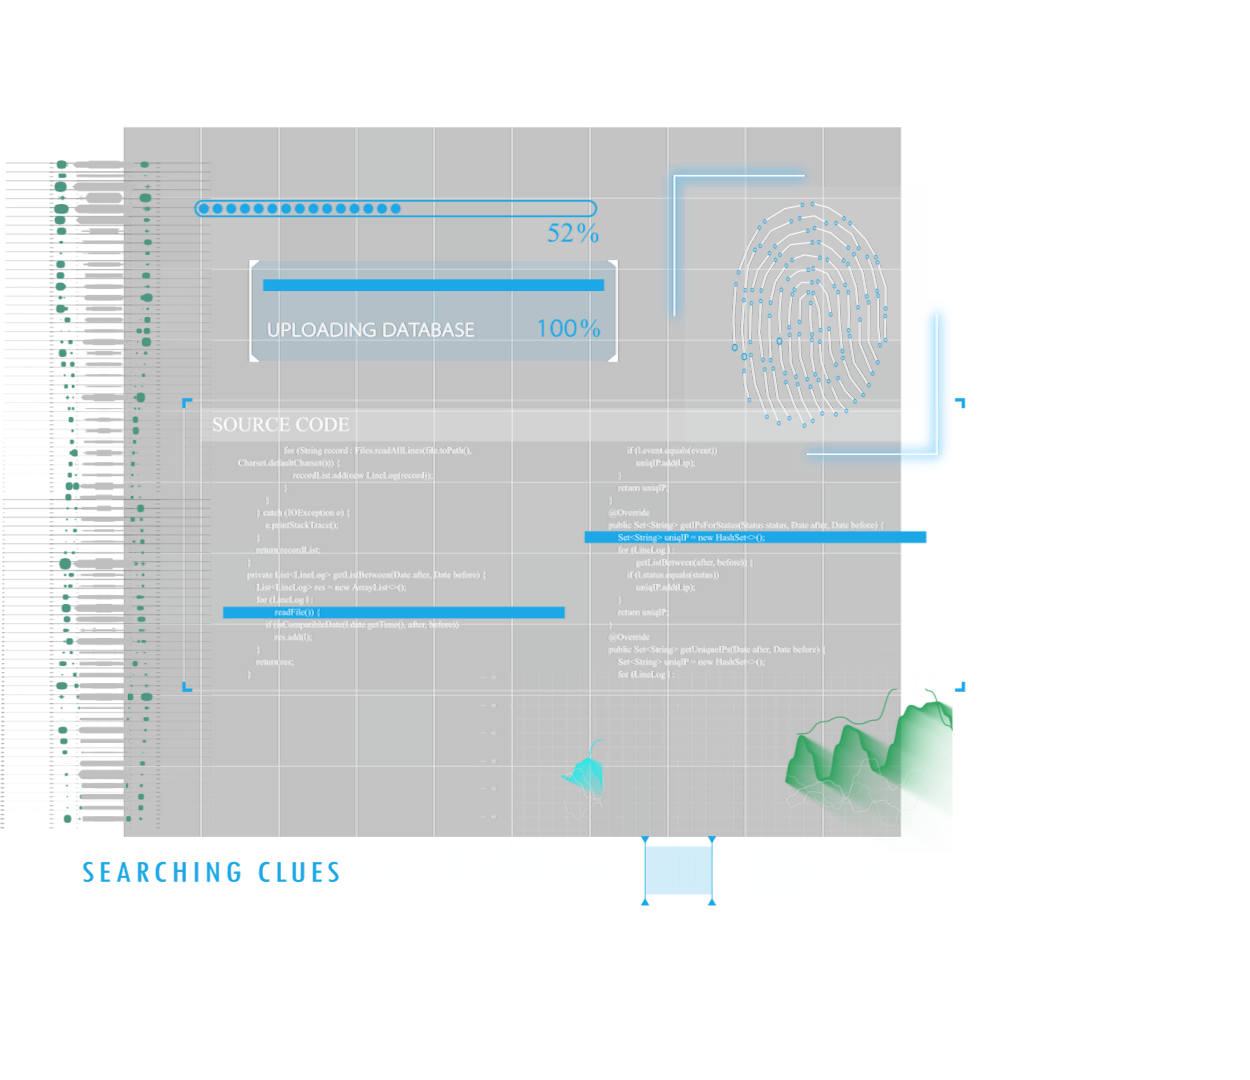 52%
UPLOADING DATABASE 100%
SOURCE CODE
for (String record : Files.readAllLines(file.toPath(),
Charset.defaultCharset())) {
recordList.add(new LineLog(record));
}
}
} catch (IOException e) {
e.printStackTrace();
}
return recordList;
}
private List<LineLog> getListBetween(Date after, Date before) {
List<LineLog> res = new ArrayList<>();
for (LineLog l :
readFile()) {
if (isCompatibleDate(l.date.getTime(), after, before))
res.add(l);
}
return res;
}
if (l.event.equals(event))
uniqIP.add(l.ip);
}
return uniqIP;
}
@Override
public Set<String> getIPsForStatus(Status status, Date after, Date before) {
Set<String> uniqIP = new HashSet<>();
for (LineLog l :
getListBetween(after, before)) {
if (l.status.equals(status))
uniqIP.add(l.ip);
}
return uniqIP;
}
@Override
public Set<String> getUniqueIPs(Date after, Date before) {
Set<String> uniqIP = new HashSet<>();
for (LineLog l :
SEARCHING CLUES